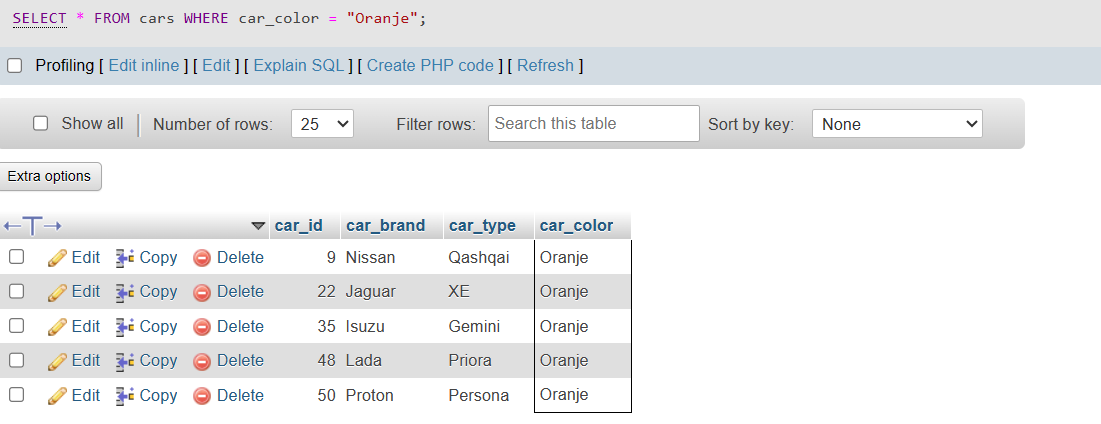 SELECT * FROM cars WHERE car_color = "Oranje";
Profiling [ Edit inline ] [ Edit ] [ Explain SQL ] [ Create PHP code ] [ Refresh ]
Show all Number of rows: 25 Filter rows: Search this table Sort by key: None
Extra options
car_id car_brand car_type car_color
Edit Copy Delete 9 Nissan Qashqai Oranje
Edit Copy Delete 22 Jaguar XE Oranje
Edit Copy Delete 35 Isuzu Gemini Oranje
Edit Copy Delete 48 Lada Priora Oranje
Edit Copy Delete 50 Proton Persona Oranje